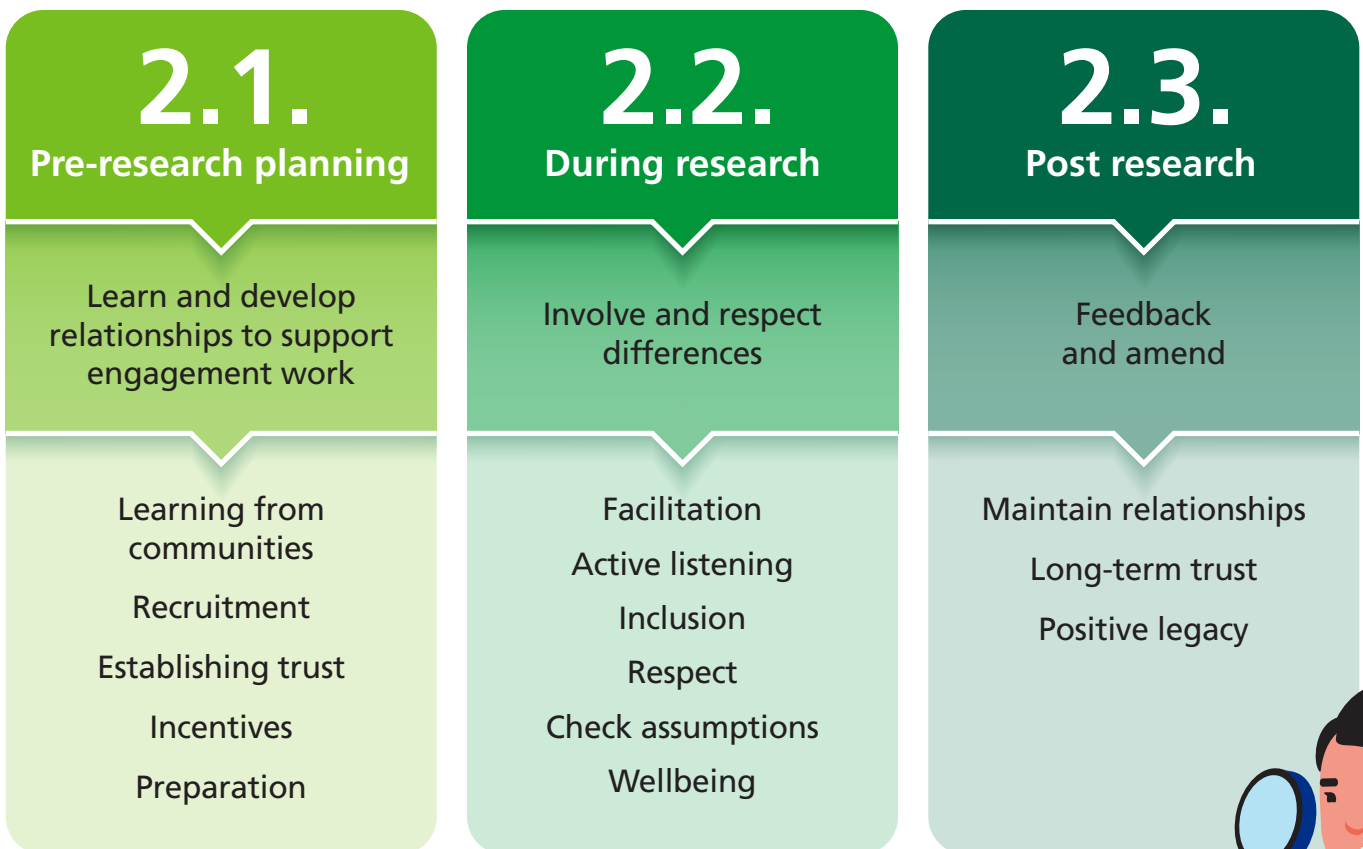 2.1.
Pre-research planning
Learn and develop
relationships to support
engagement work
Learning from
communities
Recruitment
Establishing trust
Incentives
Preparation
2.2.
During research
Involve and respect
differences
Facilitation
Active listening
Inclusion
Respect
Check assumptions
Wellbeing
2.3.
Post research
Feedback
and amend
Maintain relationships
Long-term trust
Positive legacy